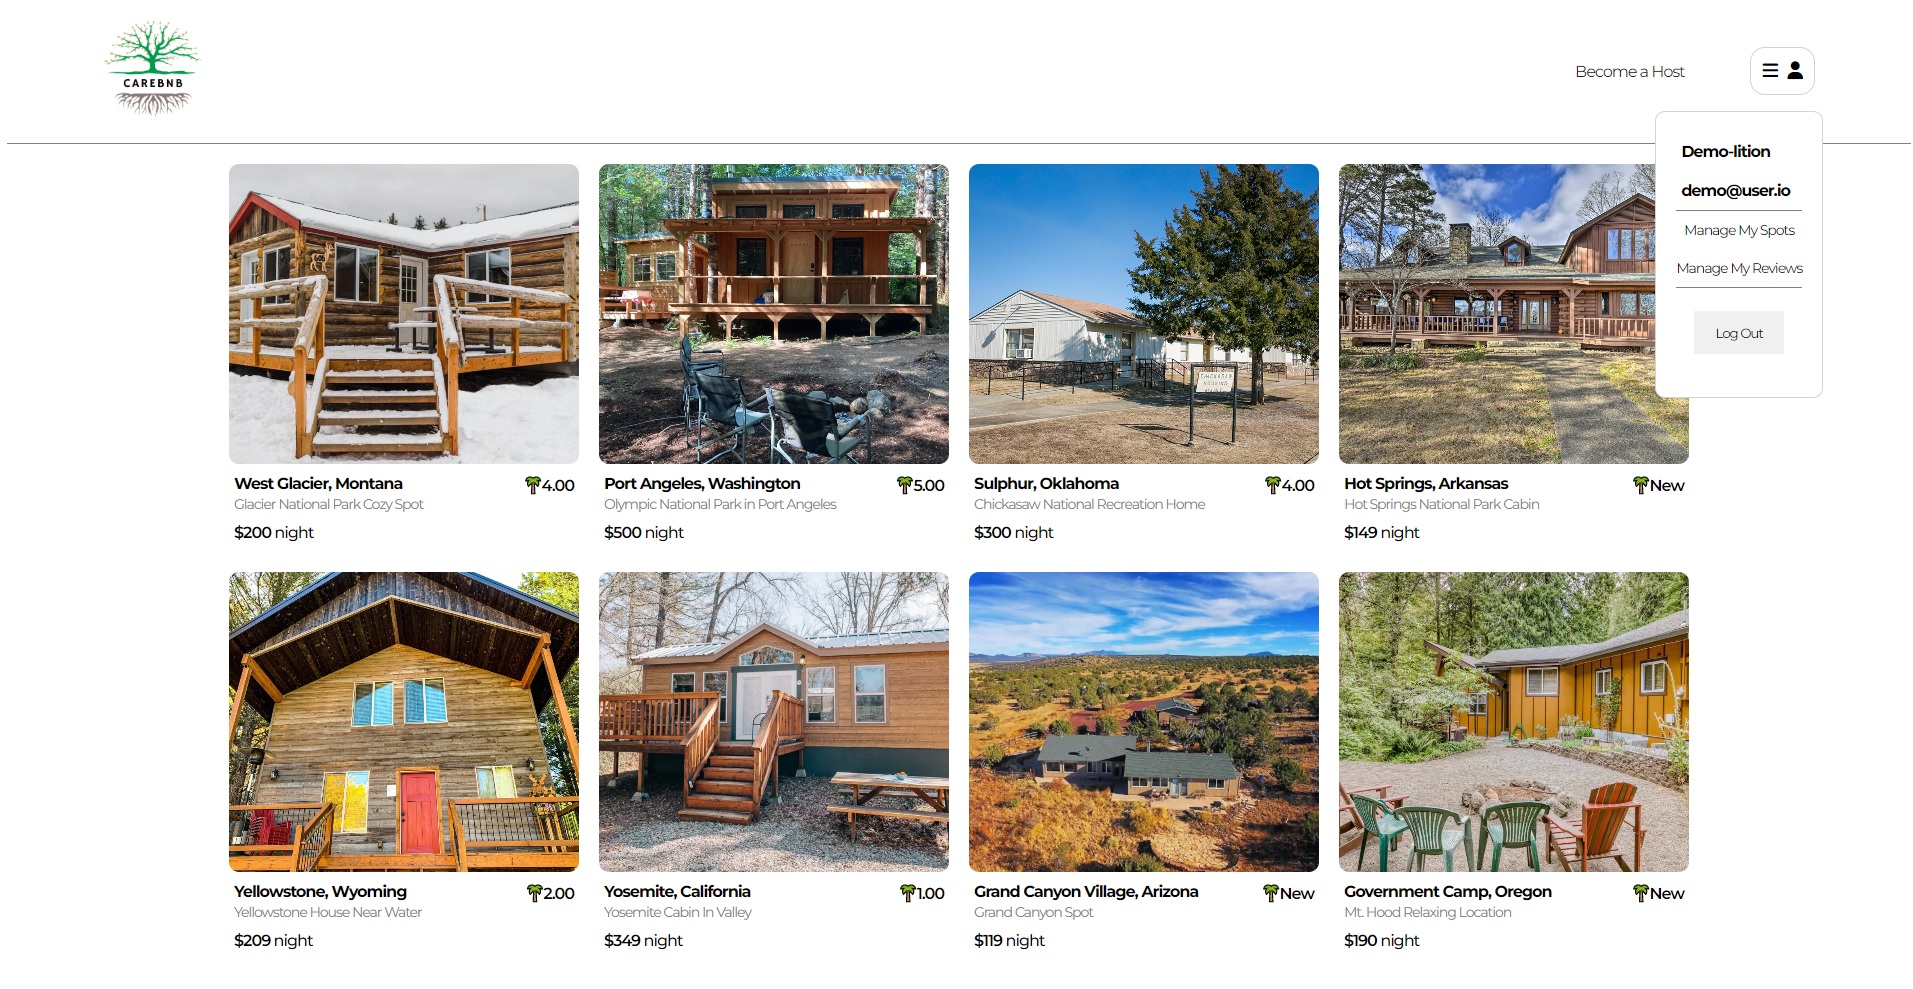 CAREBNB
Become a Host
Demo-lition
demo@user.io
Manage My Spots
Manage My Reviews
Log Out
West Glacier, Montana
4.00
Glacier National Park Cozy Spot
$200 night
Port Angeles, Washington
5.00
Olympic National Park in Port Angeles
$500 night
Sulphur, Oklahoma
4.00
Chickasaw National Recreation Home
$300 night
Hot Springs, Arkansas
New
Hot Springs National Park Cabin
$149 night
Yellowstone, Wyoming
2.00
Yellowstone House Near Water
$209 night
Yosemite, California
1.00
Yosemite Cabin In Valley
$349 night
Grand Canyon Village, Arizona
New
Grand Canyon Spot
$119 night
Government Camp, Oregon
New
Mt. Hood Relaxing Location
$190 night